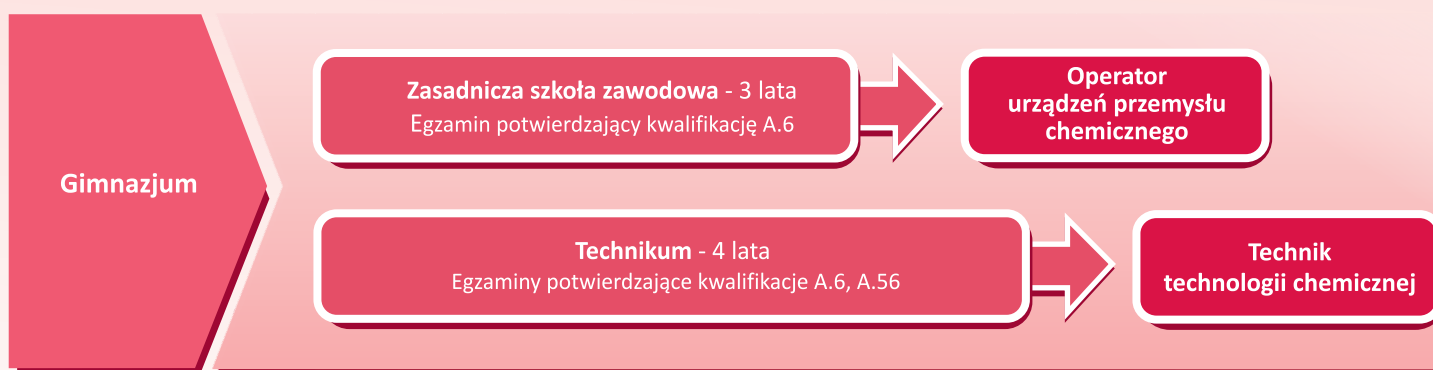 Gimnazjum
Zasadnicza szkoła zawodowa - 3 lata
Egzamin potwierdzający kwalifikację A.6
Operator
urządzeń przemysłu
chemicznego
Technikum - 4 lata
Egzaminy potwierdzające kwalifikacje A.6, A.56
Technik
technologii chemicznej